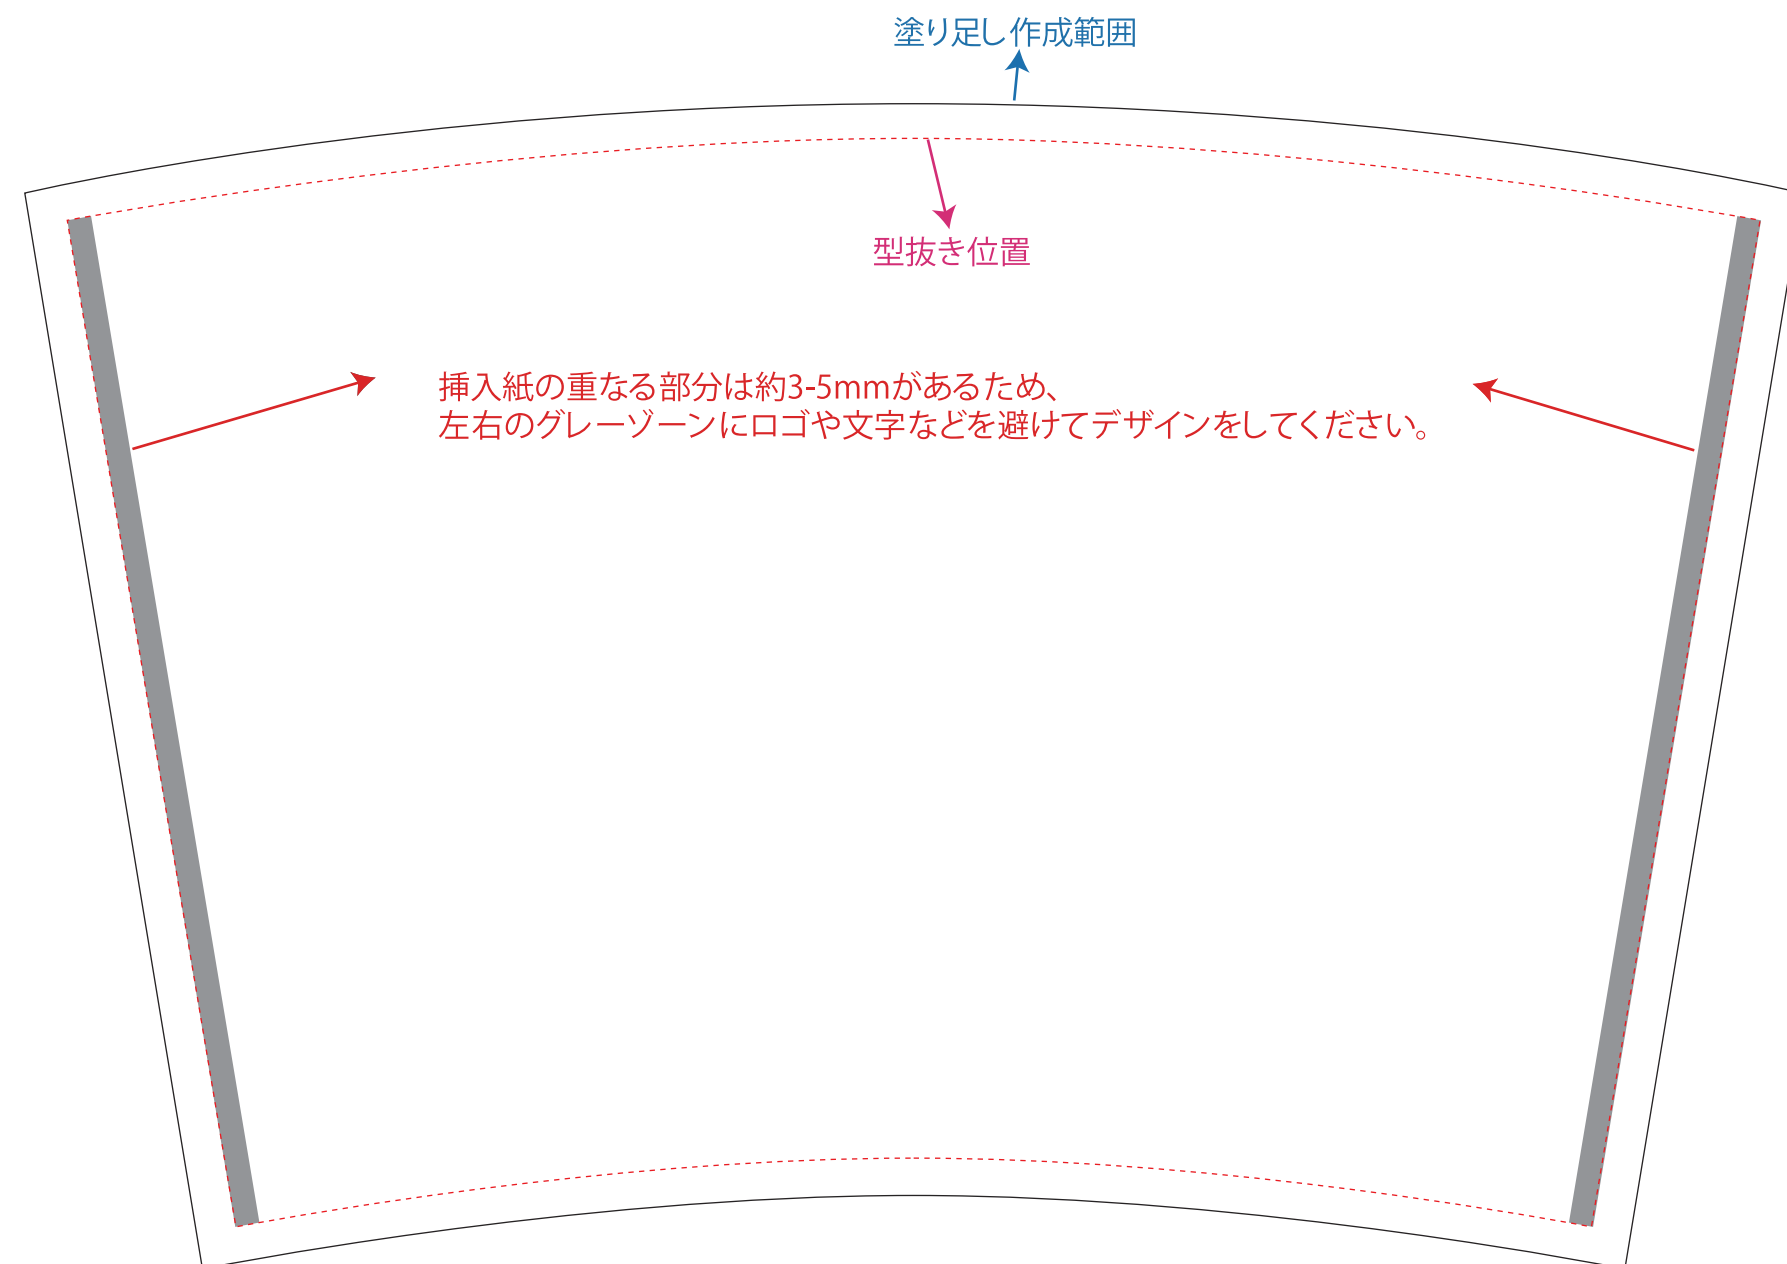 塗り足し作成範囲
型抜き位置
挿入紙の重なる部分は約3-5mmがあるため、
左右のグレーゾーンにロゴや文字などを避けてデザインをしてください。